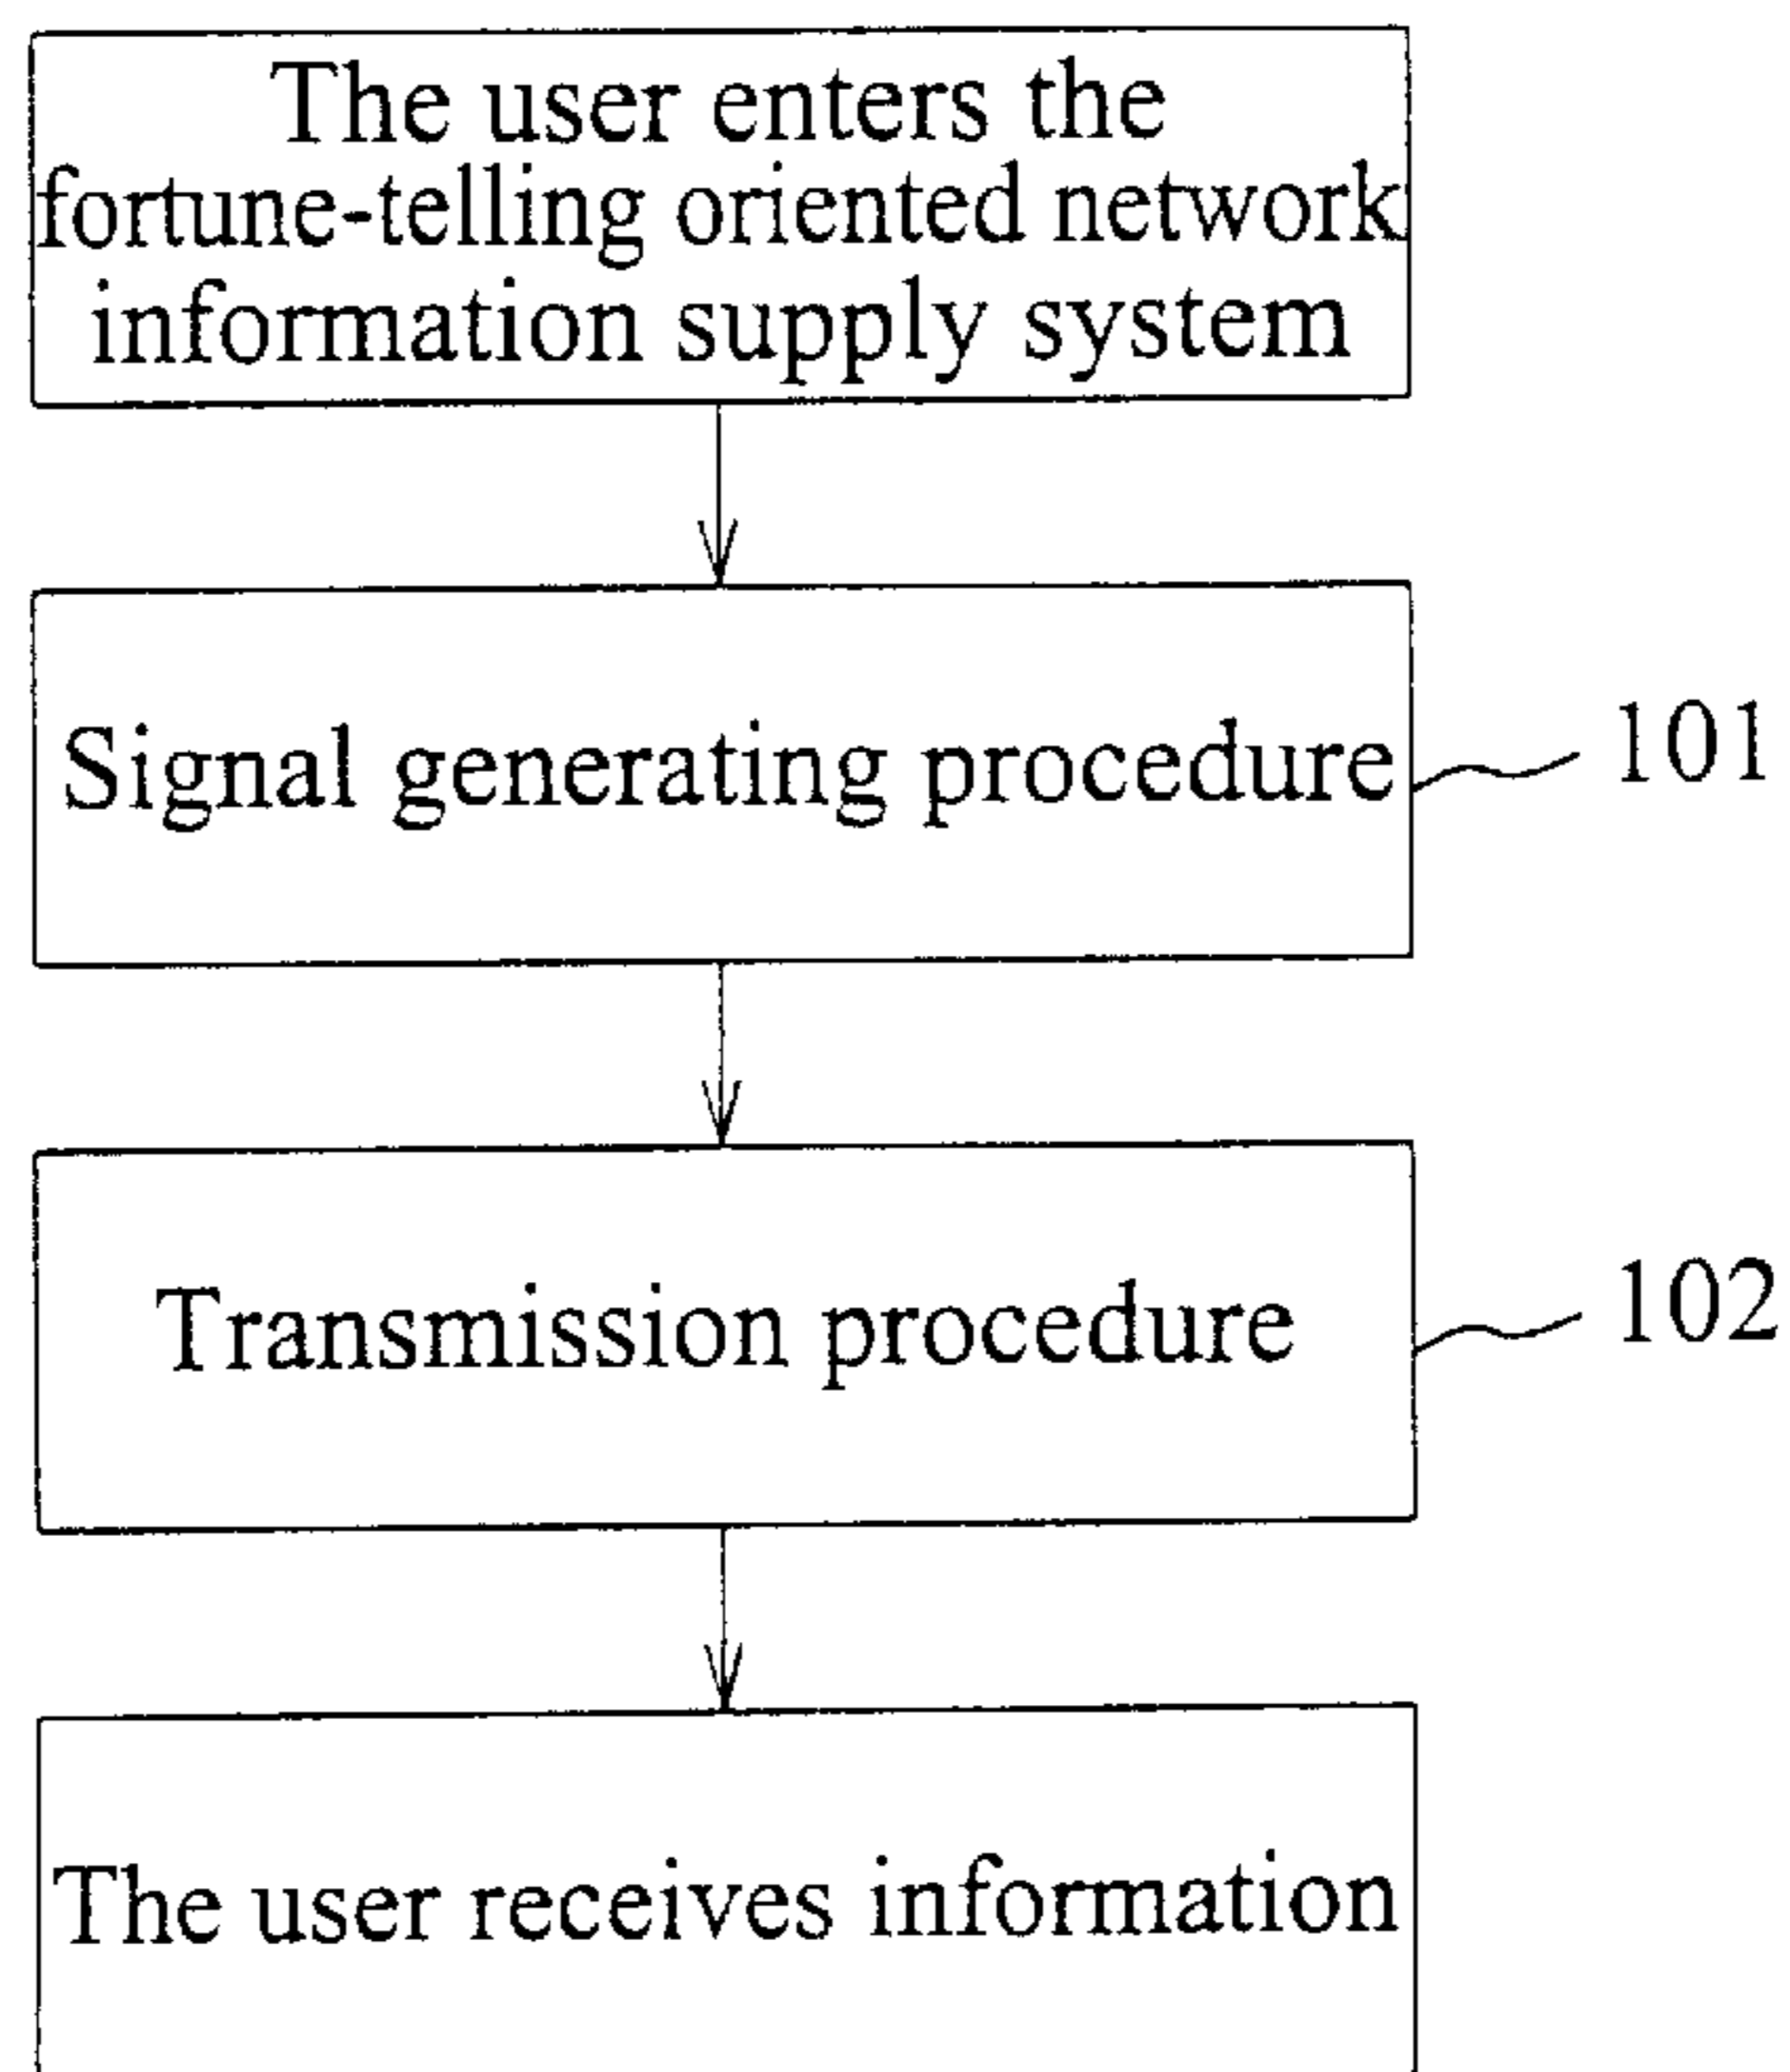 The user enters the
fortune-telling oriented network
information supply system
Signal generating procedure
101
Transmission procedure
102
The user receives information